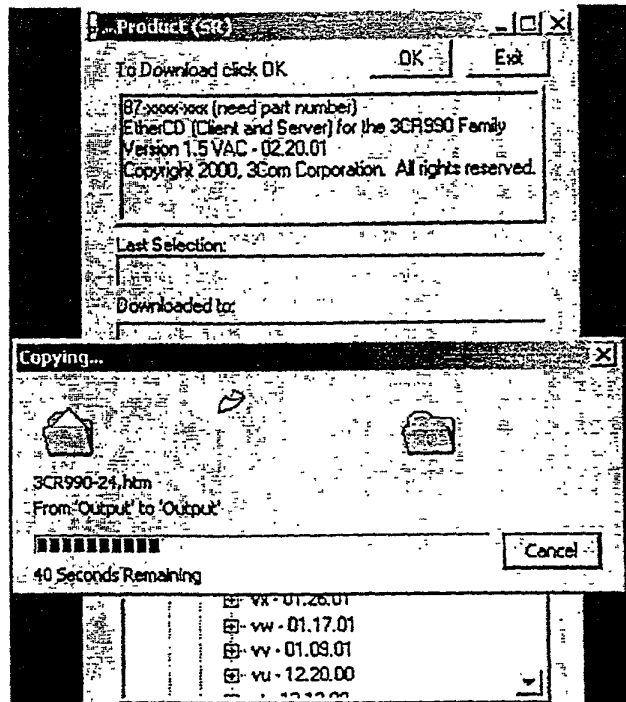 ...Product (SR)
To Download click OK
OK
Exit
87-xxxx-xxx (need part number)
EtherCD (Client and Server) for the 3CR990 Family
Version 1.5 VAC - 02.20.01
Copyright 2000, 3Com Corporation. All rights reserved.
Last Selection:
Downloaded to:
Copying...
3CR990-24.htm
From 'Output' to 'Output'
Cancel
40 Seconds Remaining
vx - 01.26.01
vw - 01.17.01
vv - 01.09.01
vu - 12.20.00